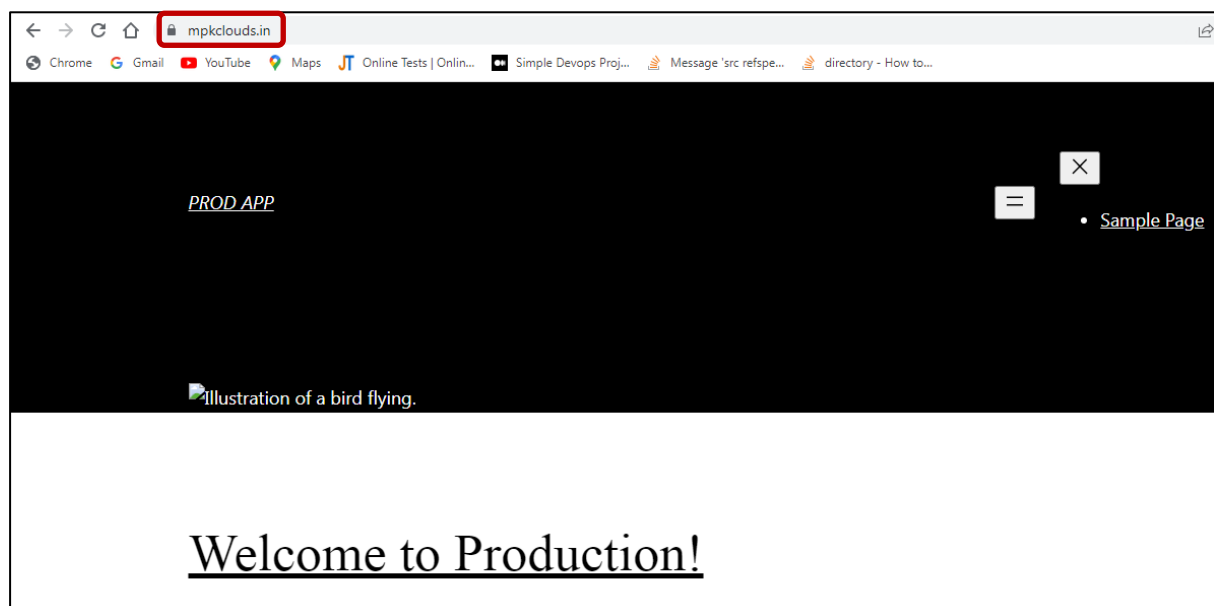 mpkclouds.in
Chrome Gmail YouTube Maps JT Online Tests | Onlin... Simple Devops Proj... Message 'src refspe... directory - How to...
PROD APP
Sample Page
Illustration of a bird flying.
Welcome to Production!